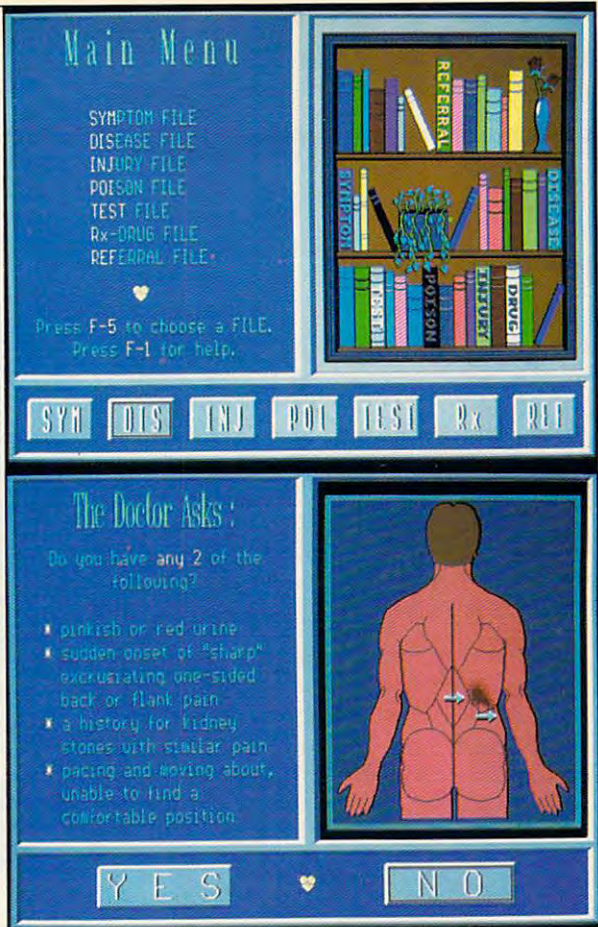 Main Menu
SYMPTOM FILE
DISEASE FILE
INJURY FILE
POISON FILE
TEST FILE
Rx-DRUG FILE
REFERRAL FILE
Press F-5 to choose a FILE.
Press F-1 for help.
REFERRAL
SYMPTON
DISEASE
TEST
POISON
INJURY
DRUG
SYM
DIS
INJ
POI
TEST
Rx
REF
The Doctor Asks :
Do you have any 2 of the
following?
* pinkish or red urine
* sudden onset of "sharp"
excrusiating one-sided
back or flank pain
* a history for kidney
stones with similar pain
* pacing and moving about,
unable to find a
comfortable position
YES
NO